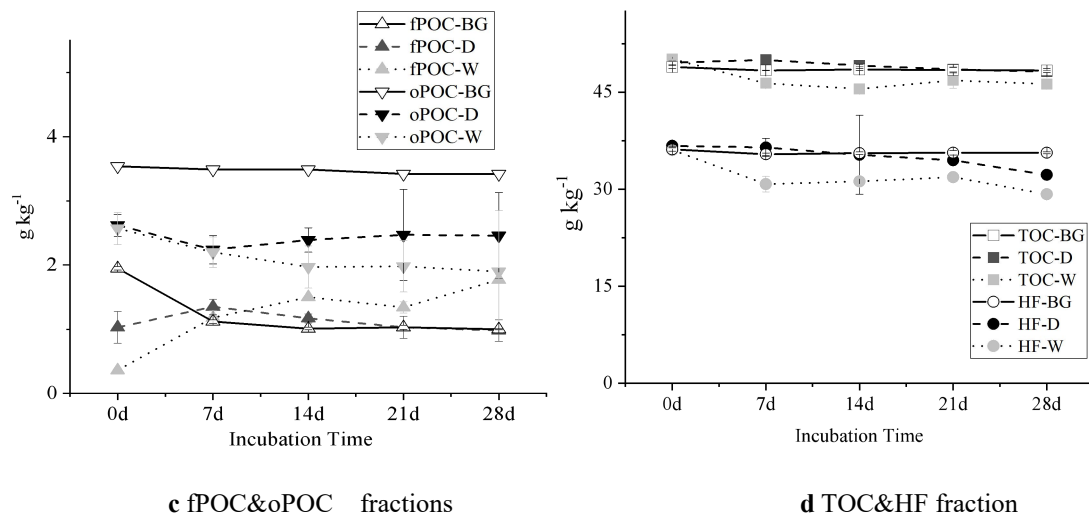 fPOC-BG
fPOC-D
fPOC-W
oPOC-BG
oPOC-D
oPOC-W
4
2
0
g kg-1
0d 7d 14d 21d 28d
Incubation Time
c fPOC&oPOC fractions
45
30
15
0
g kg-1
TOC-BG
TOC-D
TOC-W
HF-BG
HF-D
HF-W
0d 7d 14d 21d 28d
Incubation Time
d TOC&HF fraction